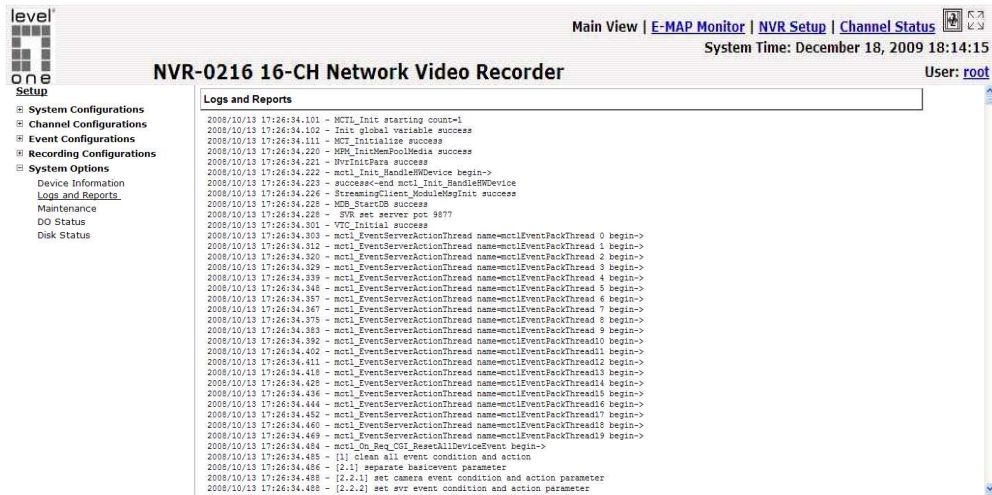 level
one
Main View | E-MAP Monitor | NVR Setup | Channel Status
System Time: December 18, 2009 18:14:15
NVR-0216 16-CH Network Video Recorder
User: root
Setup
System Configurations
Channel Configurations
Event Configurations
Recording Configurations
System Options
Device Information
Logs and Reports
Maintenance
DO Status
Disk Status
Logs and Reports
2008/10/13 17:26:34.101 - MCTL_Init starting count=1
2008/10/13 17:26:34.102 - Init global variable success
2008/10/13 17:26:34.111 - MCT_Initialize success
2008/10/13 17:26:34.220 - MPM_InitMemPoolMedia success
2008/10/13 17:26:34.221 - NvrInitPara success
2008/10/13 17:26:34.222 - mctl_Init_HandleHWDevice begin->
2008/10/13 17:26:34.223 - success<-end mctl_Init_HandleHWDevice
2008/10/13 17:26:34.226 - StreamingClient_ModuleMsgInit success
2008/10/13 17:26:34.228 - MDB_StartDB success
2008/10/13 17:26:34.228 - SVR set server pot 9877
2008/10/13 17:26:34.301 - VTC_Initial success
2008/10/13 17:26:34.303 - mctl_EventServerActionThread name=mctlEventPackThread 0 begin->
2008/10/13 17:26:34.312 - mctl_EventServerActionThread name=mctlEventPackThread 1 begin->
2008/10/13 17:26:34.320 - mctl_EventServerActionThread name=mctlEventPackThread 2 begin->
2008/10/13 17:26:34.329 - mctl_EventServerActionThread name=mctlEventPackThread 3 begin->
2008/10/13 17:26:34.339 - mctl_EventServerActionThread name=mctlEventPackThread 4 begin->
2008/10/13 17:26:34.348 - mctl_EventServerActionThread name=mctlEventPackThread 5 begin->
2008/10/13 17:26:34.357 - mctl_EventServerActionThread name=mctlEventPackThread 6 begin->
2008/10/13 17:26:34.367 - mctl_EventServerActionThread name=mctlEventPackThread 7 begin->
2008/10/13 17:26:34.375 - mctl_EventServerActionThread name=mctlEventPackThread 8 begin->
2008/10/13 17:26:34.383 - mctl_EventServerActionThread name=mctlEventPackThread 9 begin->
2008/10/13 17:26:34.392 - mctl_EventServerActionThread name=mctlEventPackThread10 begin->
2008/10/13 17:26:34.402 - mctl_EventServerActionThread name=mctlEventPackThread11 begin->
2008/10/13 17:26:34.411 - mctl_EventServerActionThread name=mctlEventPackThread12 begin->
2008/10/13 17:26:34.418 - mctl_EventServerActionThread name=mctlEventPackThread13 begin->
2008/10/13 17:26:34.428 - mctl_EventServerActionThread name=mctlEventPackThread14 begin->
2008/10/13 17:26:34.436 - mctl_EventServerActionThread name=mctlEventPackThread15 begin->
2008/10/13 17:26:34.444 - mctl_EventServerActionThread name=mctlEventPackThread16 begin->
2008/10/13 17:26:34.452 - mctl_EventServerActionThread name=mctlEventPackThread17 begin->
2008/10/13 17:26:34.460 - mctl_EventServerActionThread name=mctlEventPackThread18 begin->
2008/10/13 17:26:34.469 - mctl_EventServerActionThread name=mctlEventPackThread19 begin->
2008/10/13 17:26:34.484 - mctl_On_Req_CGI_ResetAllDeviceEvent begin->
2008/10/13 17:26:34.485 - [1] clean all event condition and action
2008/10/13 17:26:34.486 - [2.1] separate basicevent parameter
2008/10/13 17:26:34.488 - [2.2.1] set camera event condition and action parameter
2008/10/13 17:26:34.488 - [2.2.2] set svr event condition and action parameter